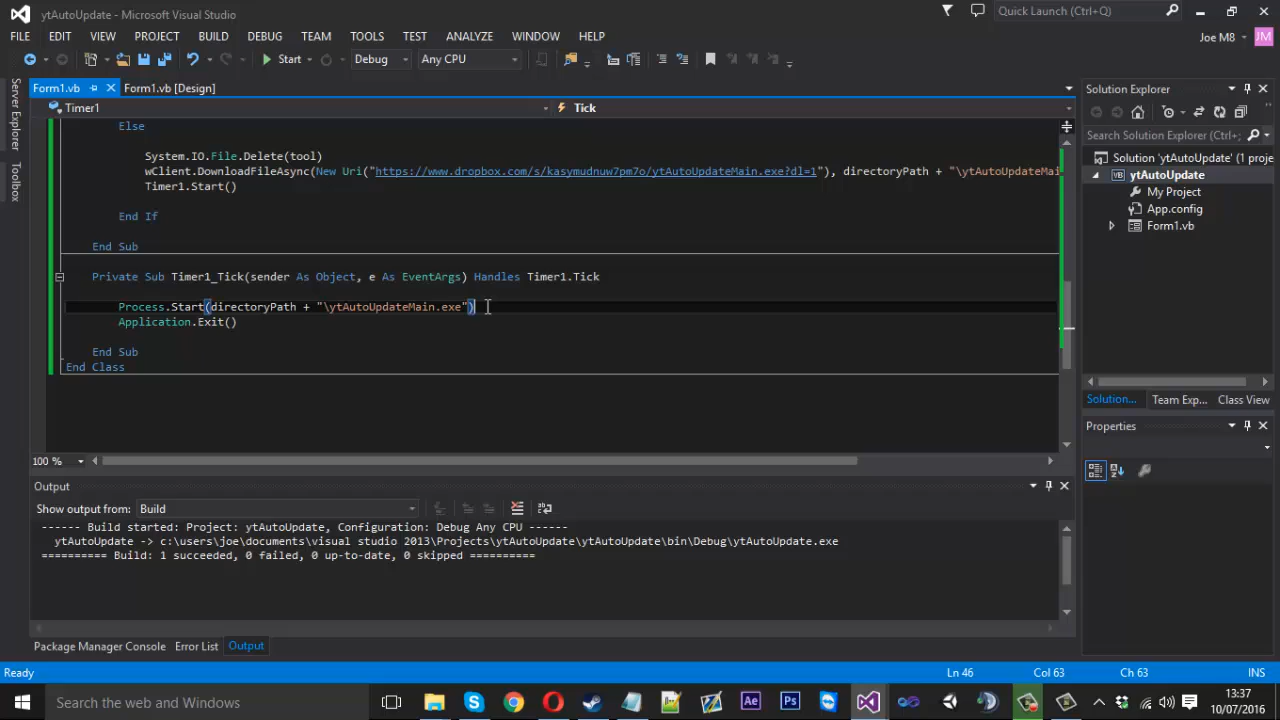 ytAutoUpdate - Microsoft Visual Studio
Quick Launch (Ctrl+Q)
FILE EDIT VIEW PROJECT BUILD DEBUG TEAM TOOLS TEST ANALYZE WINDOW HELP
Joe M8
JM
Start
Debug
Any CPU
Server Explorer
Toolbox
Form1.vb
Form1.vb [Design]
Timer1
Tick
Else
System.IO.File.Delete(tool)
wClient.DownloadFileAsync(New Uri("https://www.dropbox.com/s/kasymudnuw7pm7o/ytAutoUpdateMain.exe?dl=1"), directoryPath + "\ytAutoUpdateMai
Timer1.Start()
End If
End Sub
Private Sub Timer1_Tick(sender As Object, e As EventArgs) Handles Timer1.Tick
Process.Start(directoryPath + "\ytAutoUpdateMain.exe")
Application.Exit()
End Sub
End Class
100 %
Solution Explorer
Search Solution Explorer (Ctrl+;
Solution 'ytAutoUpdate' (1 proje
VB ytAutoUpdate
My Project
App.config
Form1.vb
Solution... Team Exp... Class View
Properties
Output
Show output from: Build
------ Build started: Project: ytAutoUpdate, Configuration: Debug Any CPU ------
ytAutoUpdate -> c:\users\joe\documents\visual studio 2013\Projects\ytAutoUpdate\ytAutoUpdate\bin\Debug\ytAutoUpdate.exe
========== Build: 1 succeeded, 0 failed, 0 up-to-date, 0 skipped ==========
Package Manager Console Error List Output
Ready
Ln 46
Col 63
Ch 63
INS
Search the web and Windows
Ae
Ps
13:37
10/07/2016